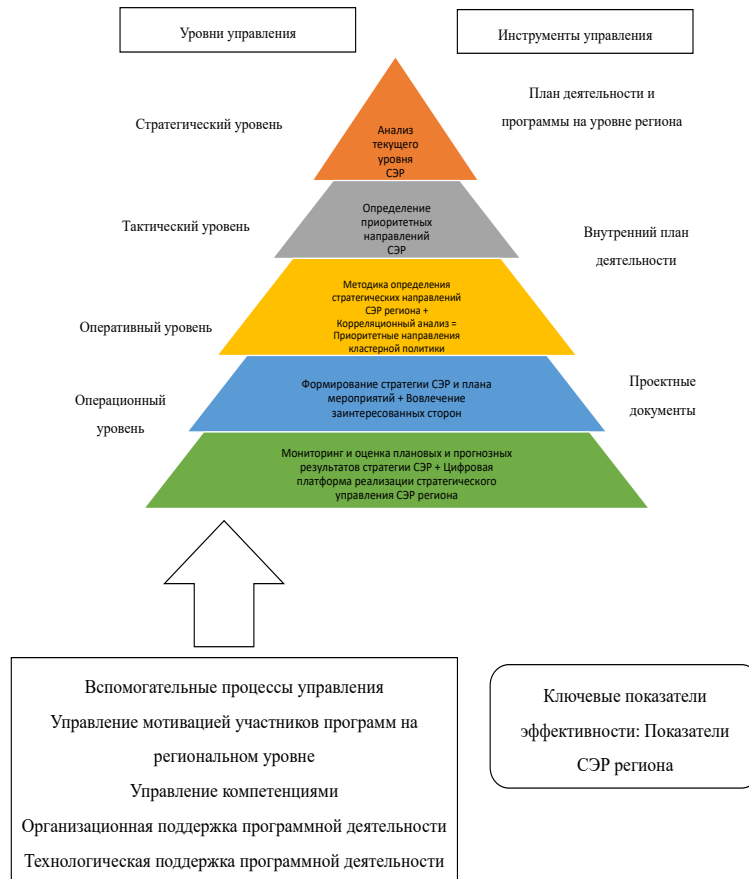 Уровни управления
Инструменты управления
Стратегический уровень
Анализ
текущего
уровня
СЭР
План деятельности и
программы на уровне региона
Тактический уровень
Определение
приоритетных
направлений
СЭР
Внутренний план
деятельности
Оперативный уровень
Методика определения
стратегических направлений
СЭР региона +
Корреляционный анализ =
Приоритетные направления
кластерной политики
Операционный
уровень
Формирование стратегии СЭР и плана
мероприятий + Вовлечение
заинтересованных сторон
Проектные
документы
Мониторинг и оценка плановых и прогнозных
результатов стратегии СЭР + Цифровая
платформа реализации стратегического
управления СЭР региона
Вспомогательные процессы управления
Управление мотивацией участников программ на
региональном уровне
Управление компетенциями
Организационная поддержка программной деятельности
Технологическая поддержка программной деятельности
Ключевые показатели
эффективности: Показатели
СЭР региона